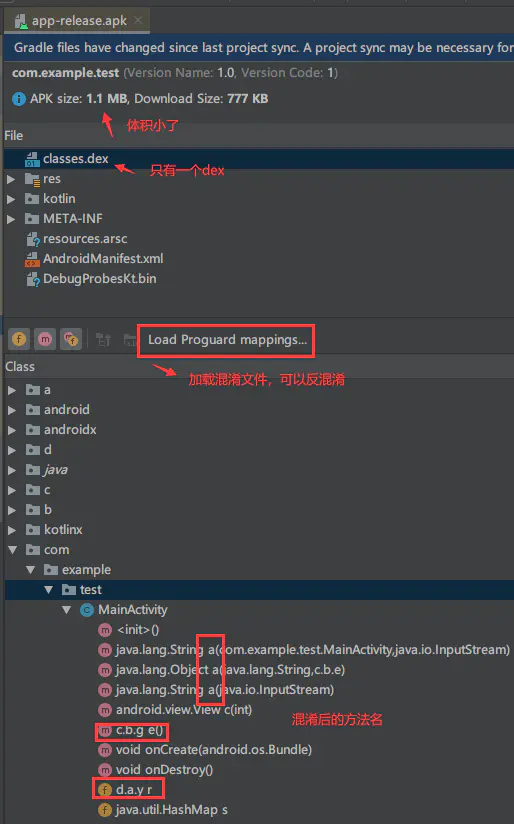 app-release.apk
Gradle files have changed since last project sync. A project sync may be necessary for
com.example.test (Version Name: 1.0, Version Code: 1)
APK size: 1.1 MB, Download Size: 777 KB
体积小了
File
classes.dex
只有一个dex
res
kotlin
META-INF
resources.arsc
AndroidManifest.xml
DebugProbesKt.bin
Load Proguard mappings...
Class
加载混淆文件，可以反混淆
a
android
androidx
d
java
c
b
kotlinx
com
example
test
MainActivity
<init>()
java.lang.String a(com.example.test.MainActivity,java.io.InputStream)
java.lang.Object a(java.lang.String,c.b.e)
java.lang.String a(java.io.InputStream)
android.view.View c(int)
混淆后的方法名
c.b.g e()
void onCreate(android.os.Bundle)
void onDestroy()
d.a.y r
java.util.HashMap s